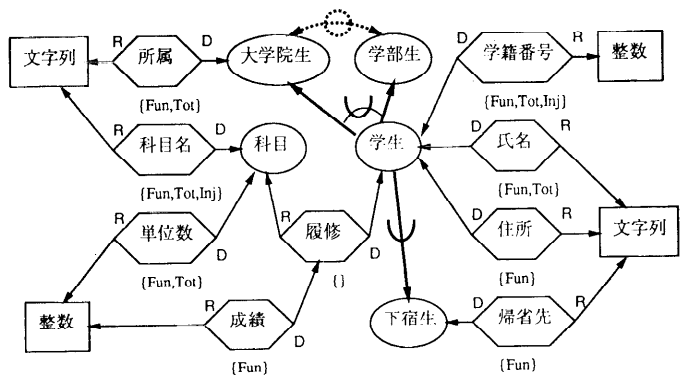 R 所属 D 大学院生 学部生 D 学籍番号 R 整数
文字列
{Fun,Tot} {Fun,Tot,Inj}
R 科目名 D 科目 学生 D 氏名 R
{Fun,Tot,Inj} {Fun,Tot}
R 単位数 D R 履修 D D 住所 R 文字列
{Fun,Tot} {} {Fun}
整数 R 成績 D 下宿生 D 帰省先 R
{Fun} {Fun}